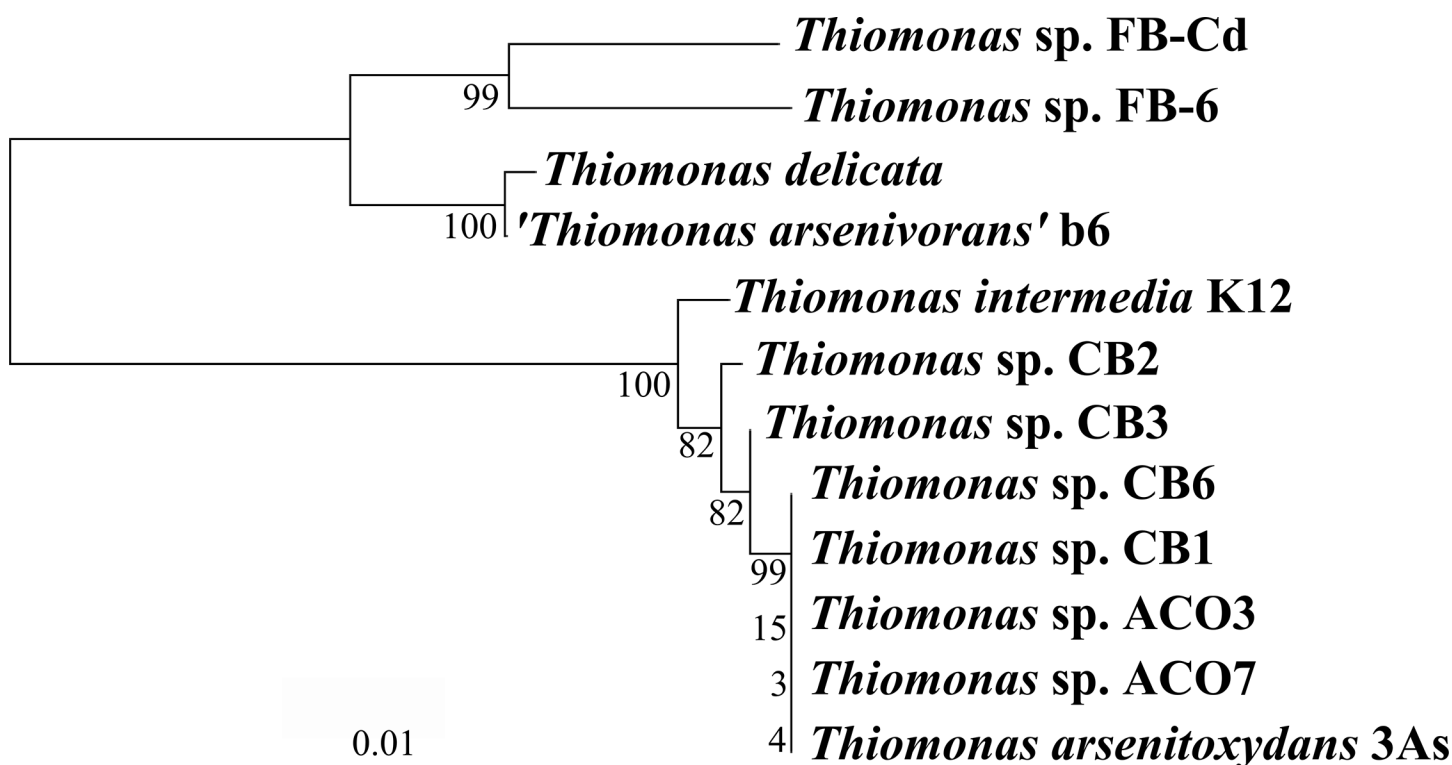 Thiomonas sp. FB-Cd
99
Thiomonas sp. FB-6
Thiomonas delicata
100
'Thiomonas arsenivorans' b6
Thiomonas intermedia K12
Thiomonas sp. CB2
100
Thiomonas sp. CB3
82
Thiomonas sp. CB6
82
Thiomonas sp. CB1
99
Thiomonas sp. ACO3
15
Thiomonas sp. ACO7
3
Thiomonas arsenitoxydans 3As
4
0.01